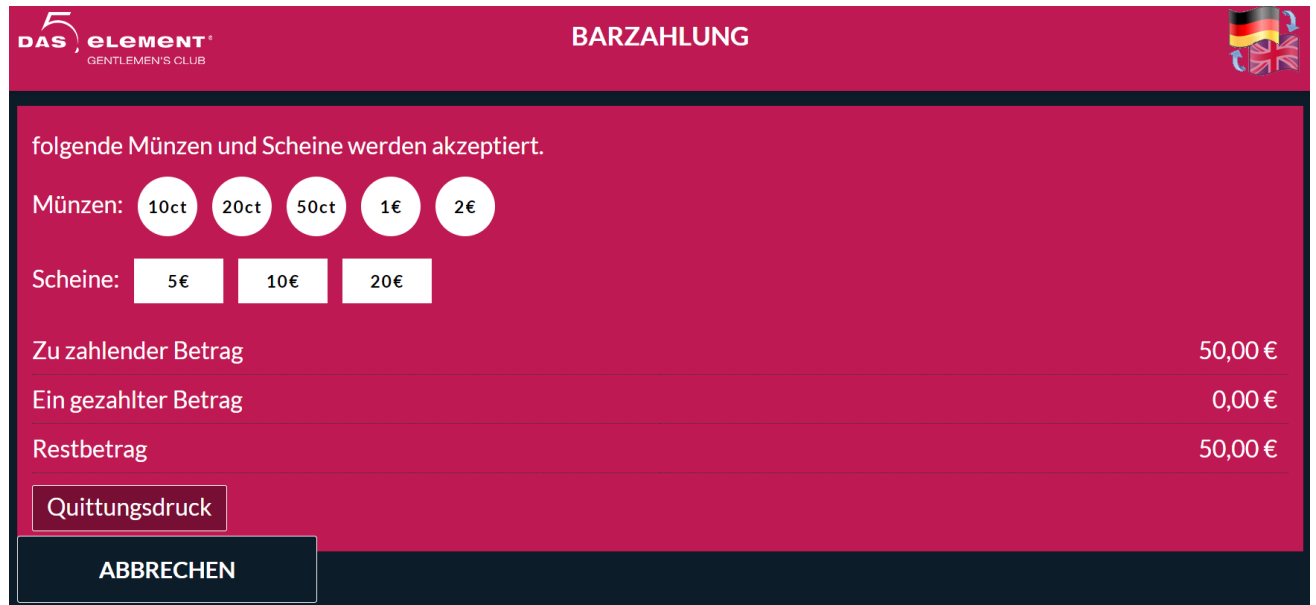 DAS 5 eLEMENT®
GENTLEMEN'S CLUB
BARZAHLUNG
folgende Münzen und Scheine werden akzeptiert.
Münzen: 10ct 20ct 50ct 1€ 2€
Scheine: 5€ 10€ 20€
Zu zahlender Betrag 50,00 €
Ein gezahlter Betrag 0,00 €
Restbetrag 50,00 €
Quittungsdruck
ABBRECHEN